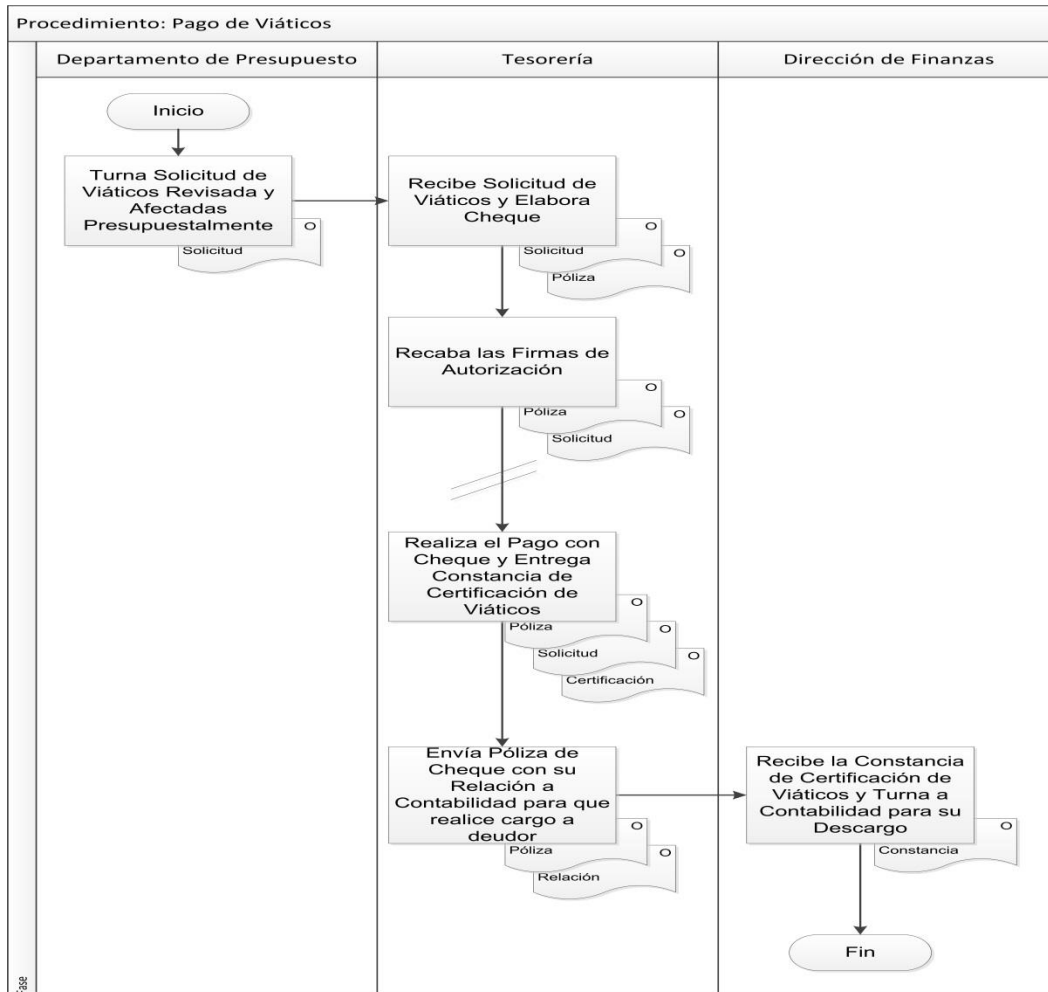 Procedimiento: Pago de Viáticos
Departamento de Presupuesto
Tesorería
Dirección de Finanzas
Inicio
Turna Solicitud de
Viáticos Revisada y
Afectadas
Presupuestalmente
Solicitud
Recibe Solicitud de
Viáticos y Elabora
Cheque
Solicitud
Póliza
Recaba las Firmas de
Autorización
Póliza
Solicitud
Realiza el Pago con
Cheque y Entrega
Constancia de
Certificación de
Viáticos
Póliza
Solicitud
Certificación
Envía Póliza de
Cheque con su
Relación a
Contabilidad para que
realice cargo a
deudor
Póliza
Relación
Recibe la Constancia
de Certificación de
Viáticos y Turna a
Contabilidad para su
Descargo
Constancia
Fin
Fase